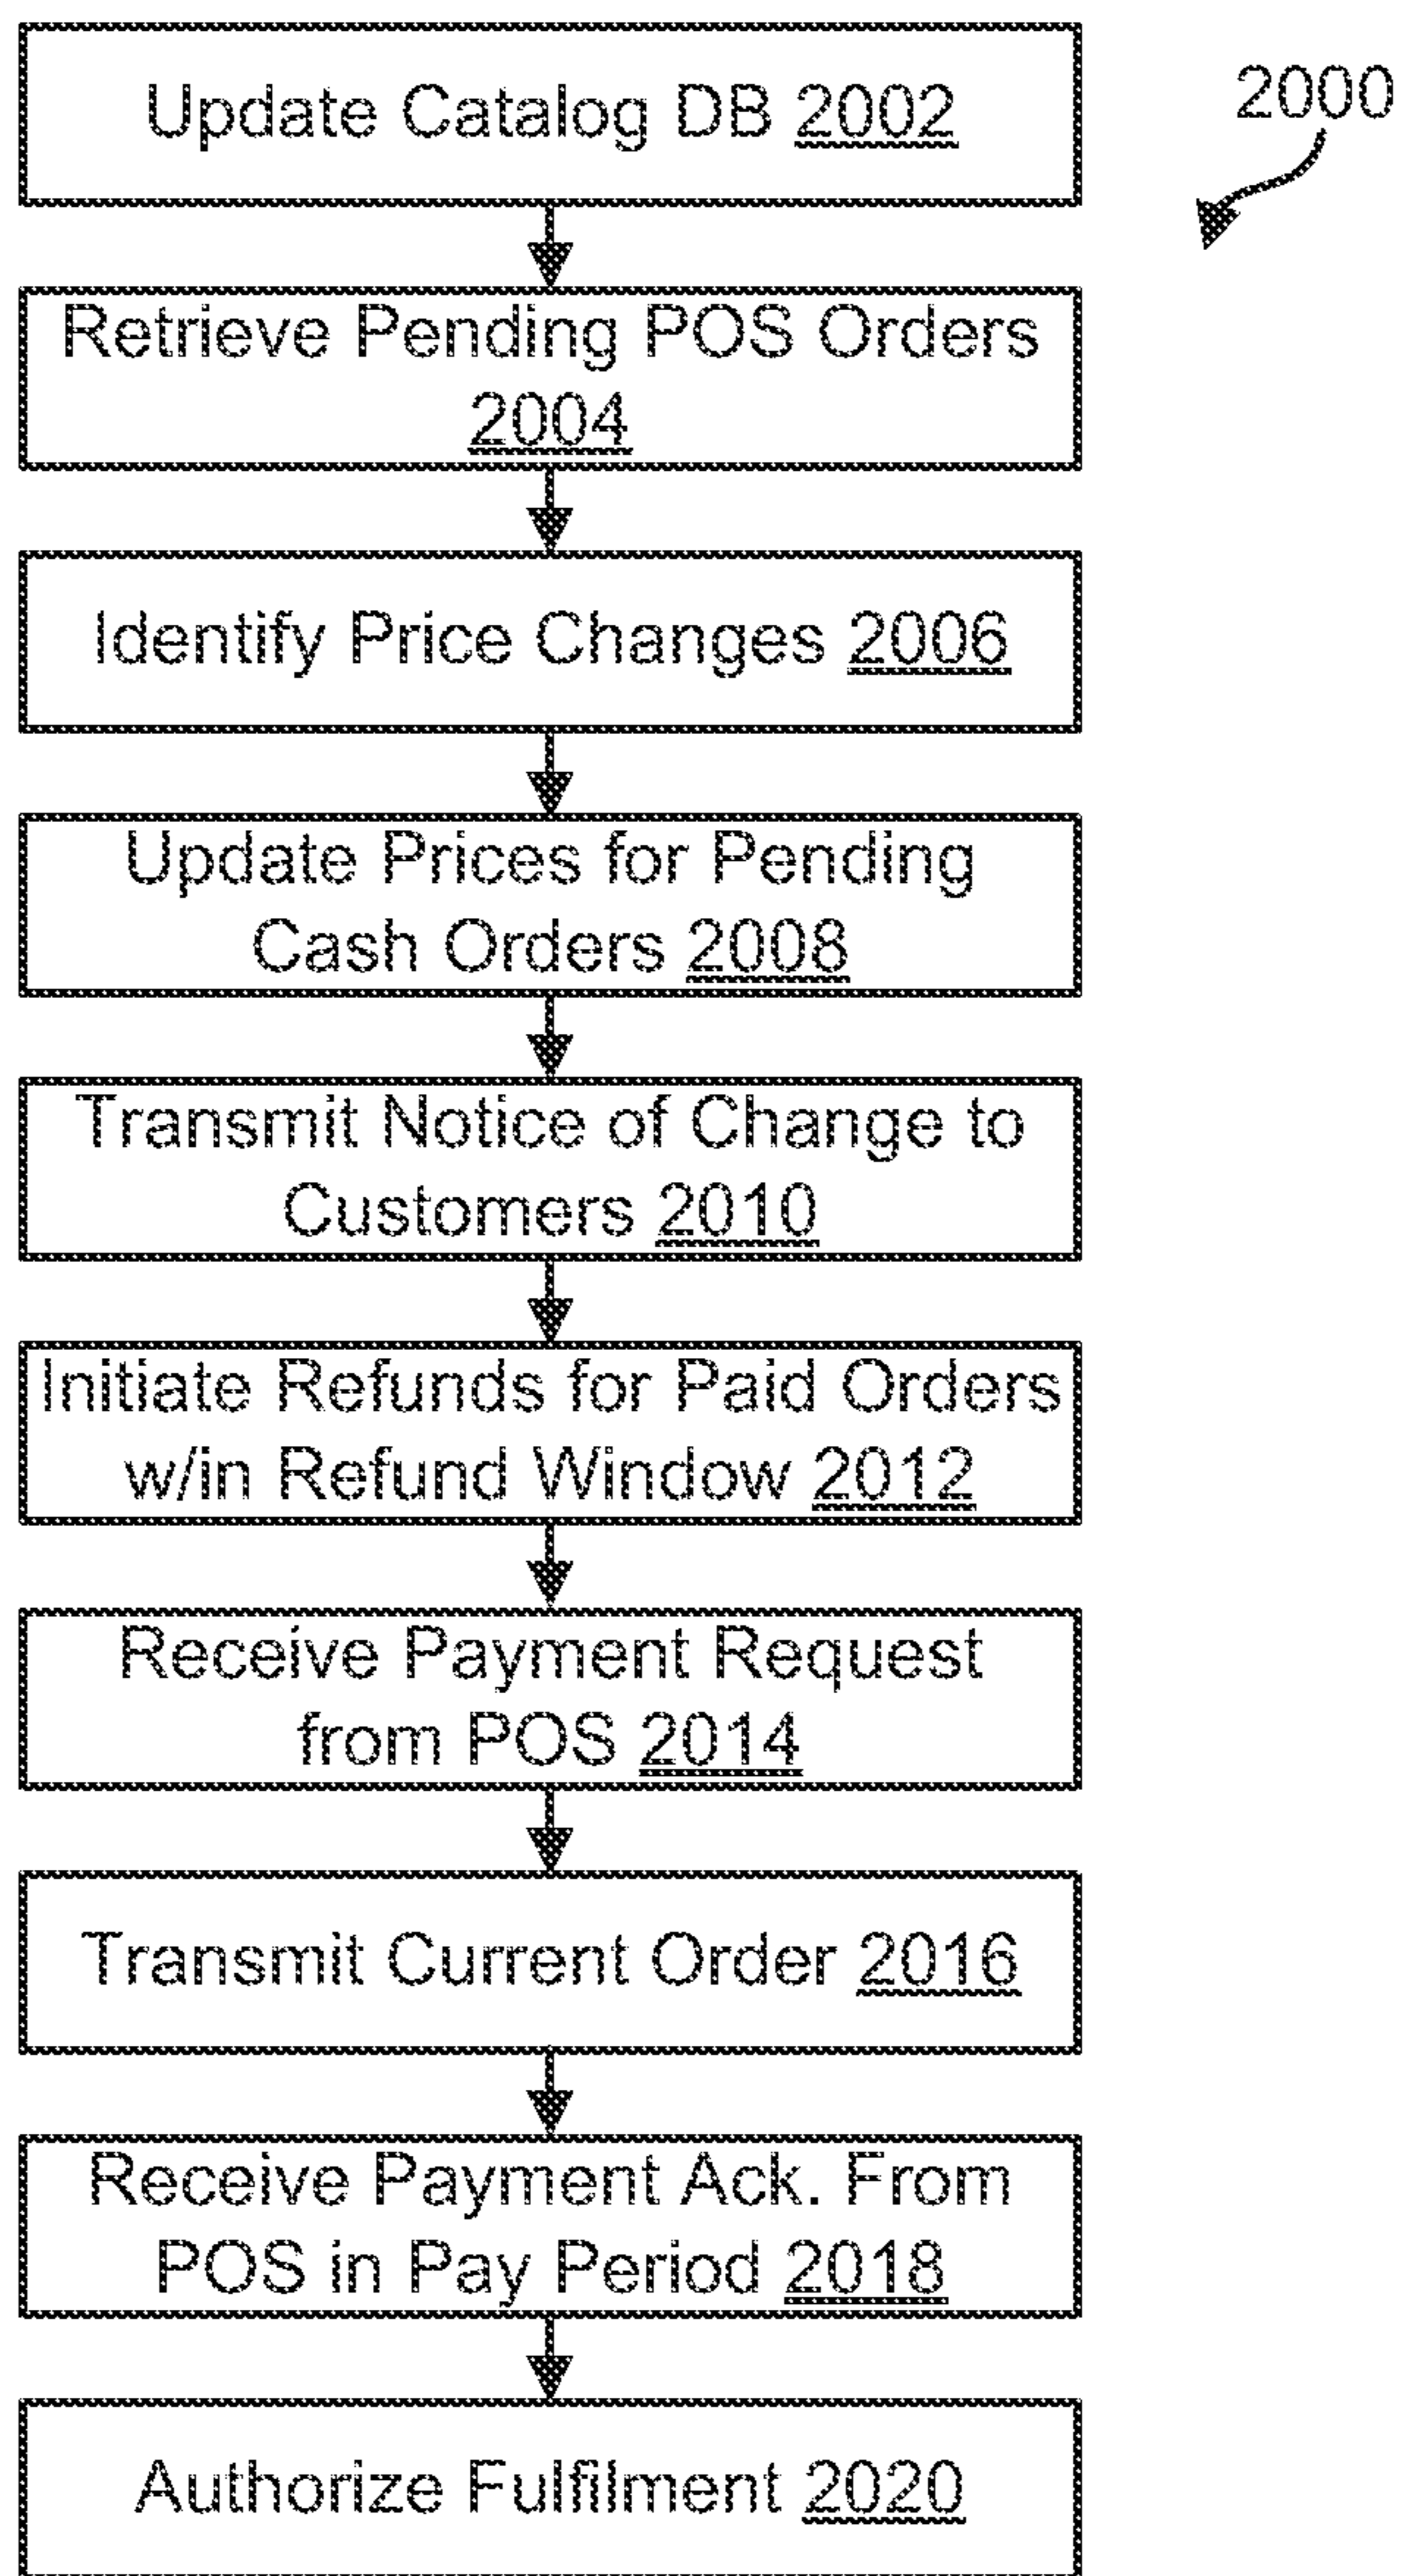 Update Catalog DB 2002
2000
Retrieve Pending POS Orders
2004
Identify Price Changes 2006
Update Prices for Pending
Cash Orders 2008
Transmit Notice of Change to
Customers 2010
Initiate Refunds for Paid Orders
w/in Refund Window 2012
Receive Payment Request
from POS 2014
Transmit Current Order 2016
Receive Payment Ack. From
POS in Pay Period 2018
Authorize Fulfilment 2020